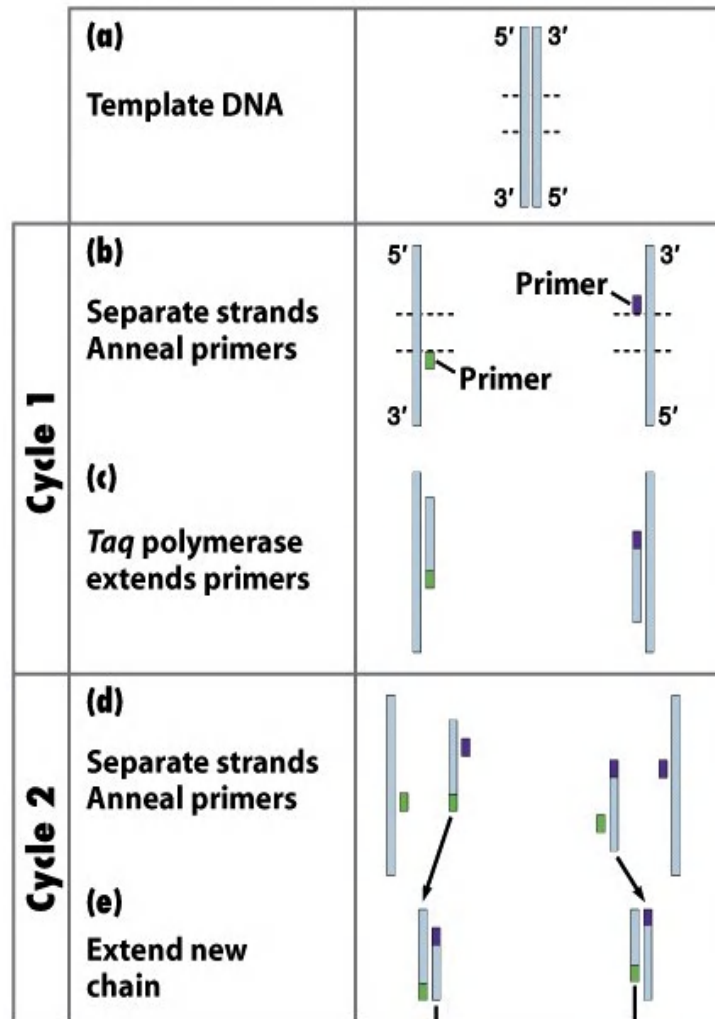 (a)
Template DNA
5′ 3′
3′ 5′
Cycle 1
(b)
Separate strands
Anneal primers
5′
3′
Primer
Primer
3′
5′
(c)
Taq polymerase
extends primers
Cycle 2
(d)
Separate strands
Anneal primers
(e)
Extend new
chain